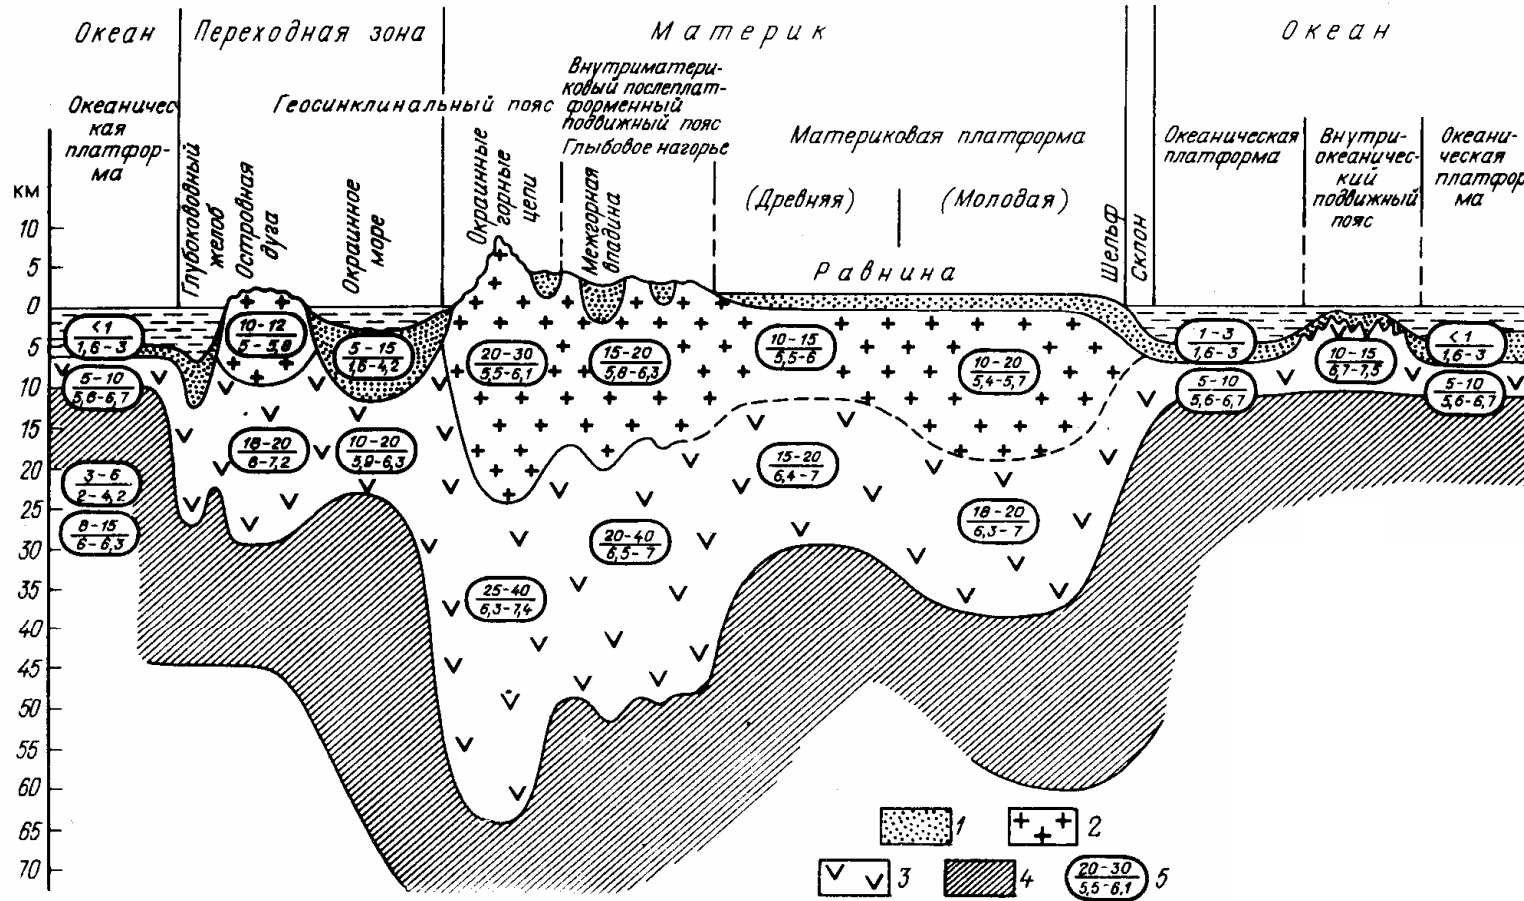 Океан
Переходная зона
Материк
Океан
Океаничес
кая
платфор-
ма
Геосинклинальный пояс
Внутриматери-
ковый послеплат-
форменный
подвижный пояс
Глыбовое нагорье
Материковая платформа
(Древняя)
(Молодая)
Равнина
Океаническая
платформа
Внутри-
океаничес-
кий
подвижный
пояс
Океани-
ческая
платфор
ма
Глубоководный
желоб
Островная
дуга
Окраинное
море
Окраинные
горные
цепи
Межгорная
впадина
Шельф
Склон
км
10
5
0
5
10
15
20
25
30
35
40
45
50
55
60
65
70
<1
1,6-3
5-10
5,6-6,7
3-6
2-4,2
8-15
6-6,3
10-12
5-5,8
18-20
6-7,2
5-15
1,6-4,2
10-20
5,9-6,3
20-30
5,5-6,1
25-40
6,3-7,4
15-20
5,8-6,3
20-40
6,5-7
10-15
5,5-6
15-20
6,4-7
10-20
5,4-5,7
18-20
6,3-7
1-3
1,6-3
5-10
5,6-6,7
10-15
6,7-7,5
<1
1,6-3
5-10
5,6-6,7
1
2
3
4
20-30
5,5-6,1
5